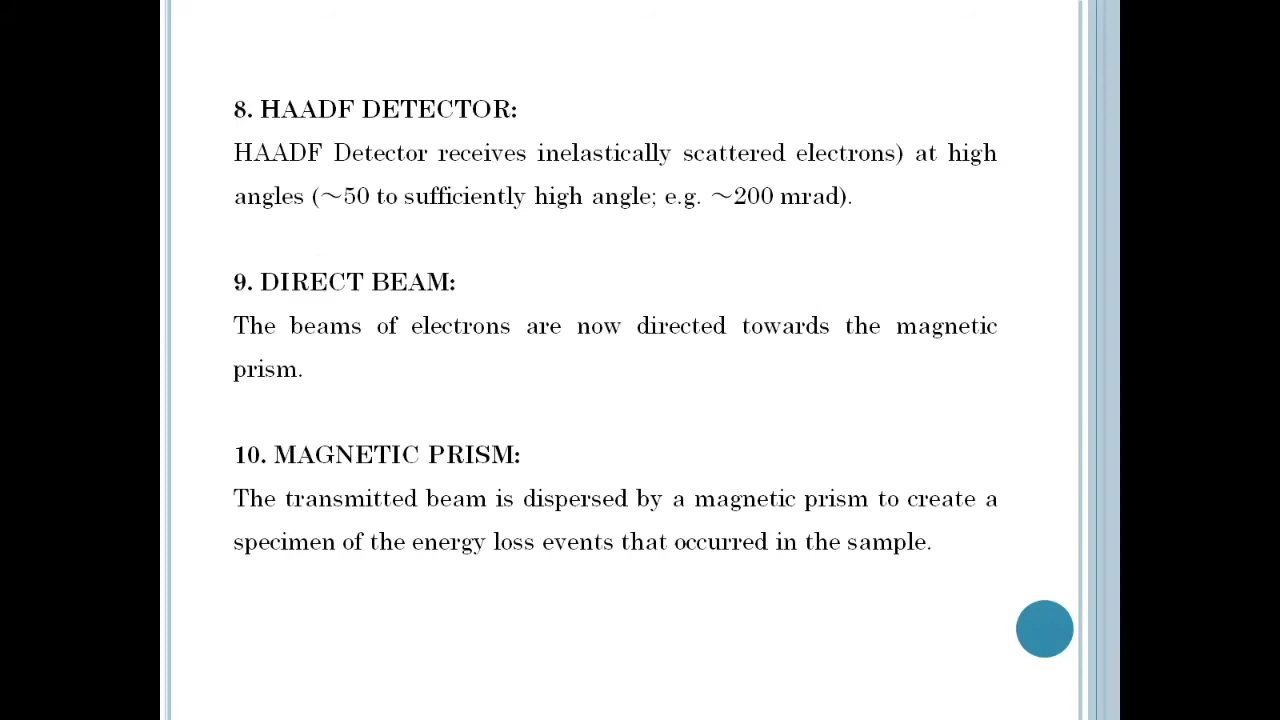 8. HAADF DETECTOR:
HAADF Detector receives inelastically scattered electrons) at high
angles (~50 to sufficiently high angle; e.g. ~200 mrad).
9. DIRECT BEAM:
The beams of electrons are now directed towards the magnetic
prism.
10. MAGNETIC PRISM:
The transmitted beam is dispersed by a magnetic prism to create a
specimen of the energy loss events that occurred in the sample.